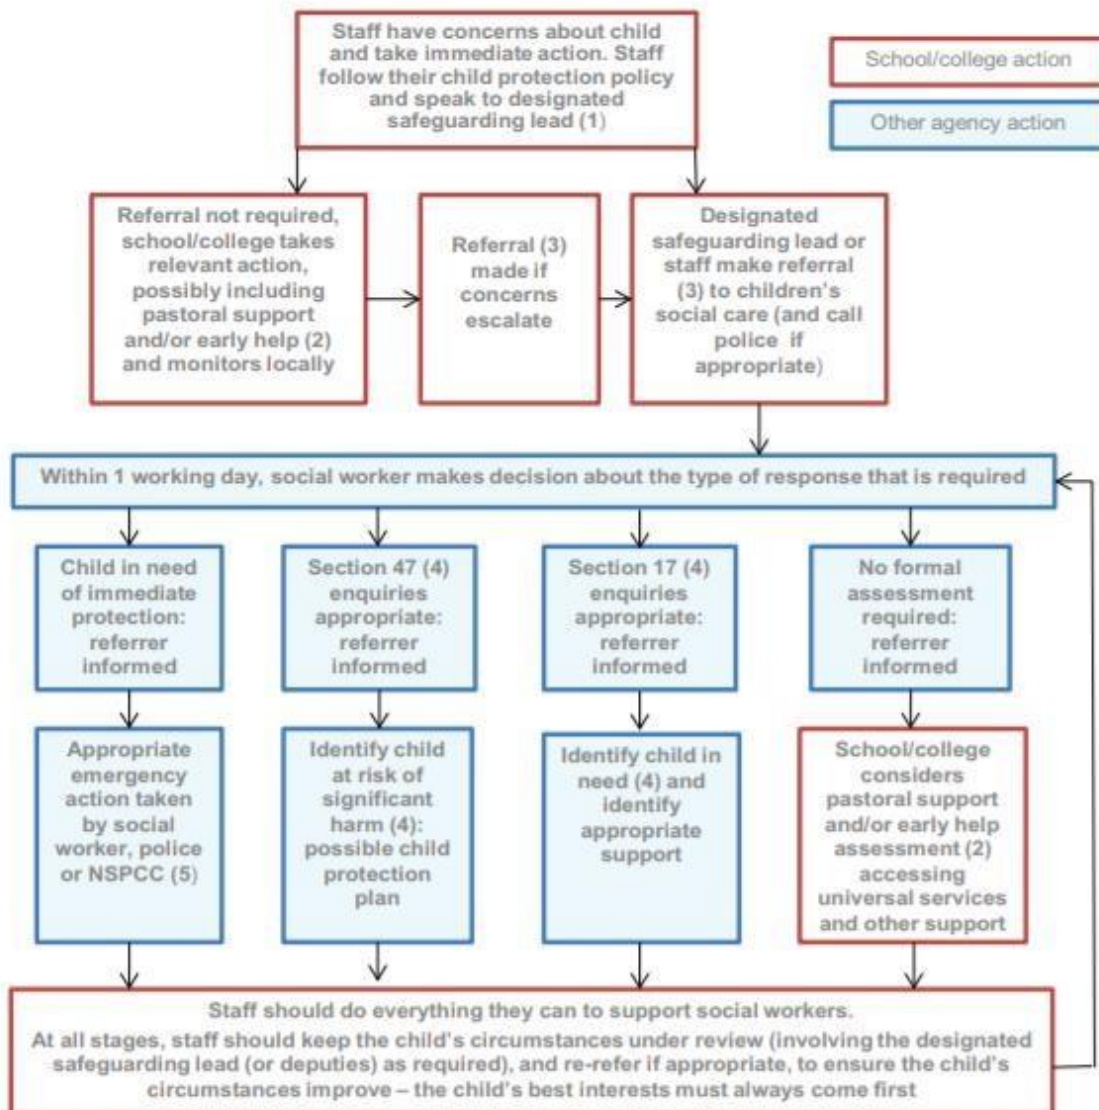 Staff have concerns about child
and take immediate action. Staff
follow their child protection policy
and speak to designated
safeguarding lead (1)
School/college action
Other agency action
Referral not required,
school/college takes
relevant action,
possibly including
pastoral support
and/or early help (2)
and monitors locally
Referral (3)
made if
concerns
escalate
Designated
safeguarding lead or
staff make referral
(3) to children's
social care (and call
police if
appropriate)
Within 1 working day, social worker makes decision about the type of response that is required
Child in need
of immediate
protection:
referrer
informed
Section 47 (4)
enquiries
appropriate:
referrer
informed
Section 17 (4)
enquiries
appropriate:
referrer
informed
No formal
assessment
required:
referrer
informed
Appropriate
emergency
action taken
by social
worker, police
or NSPCC (5)
Identify child
at risk of
significant
harm (4):
possible child
protection
plan
Identify child in
need (4) and
identify
appropriate
support
School/college
considers
pastoral support
and/or early help
assessment (2)
accessing
universal services
and other support
Staff should do everything they can to support social workers.
At all stages, staff should keep the child's circumstances under review (involving the designated
safeguarding lead (or deputies) as required), and re-refer if appropriate, to ensure the child's
circumstances improve – the child's best interests must always come first